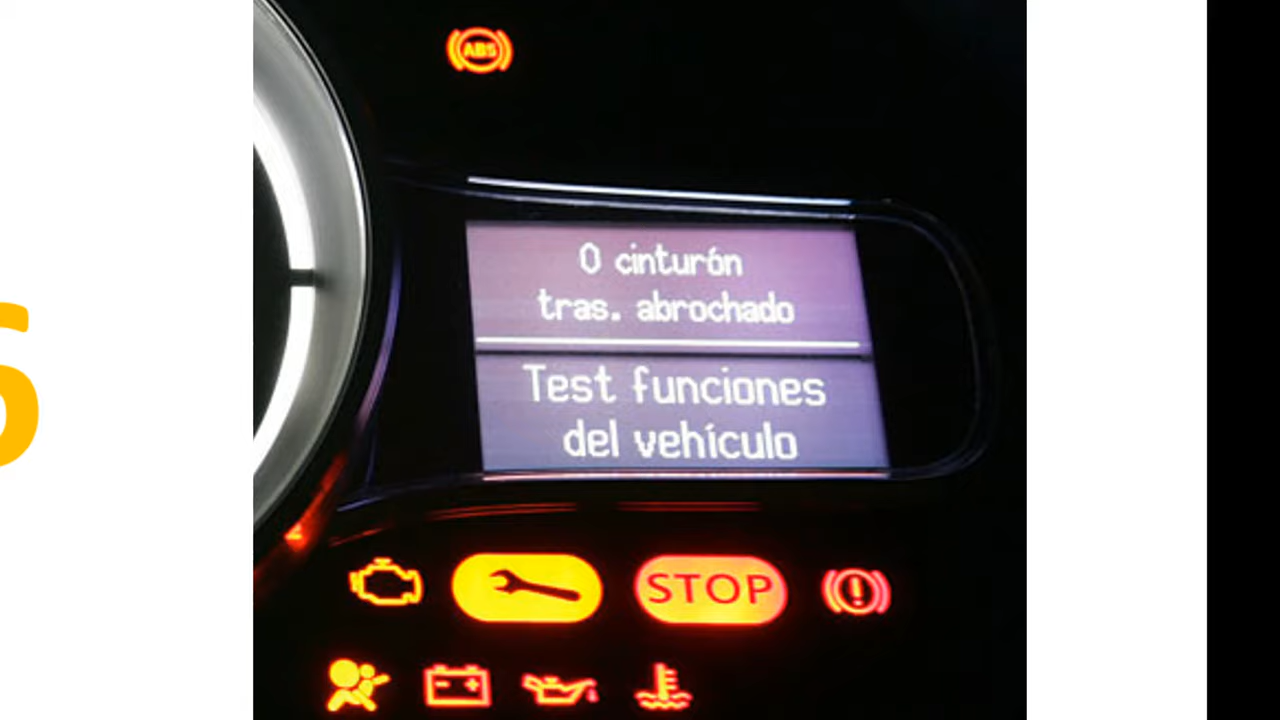 ABS
0 cinturón
tras. abrochado
Test funciones
del vehículo
STOP